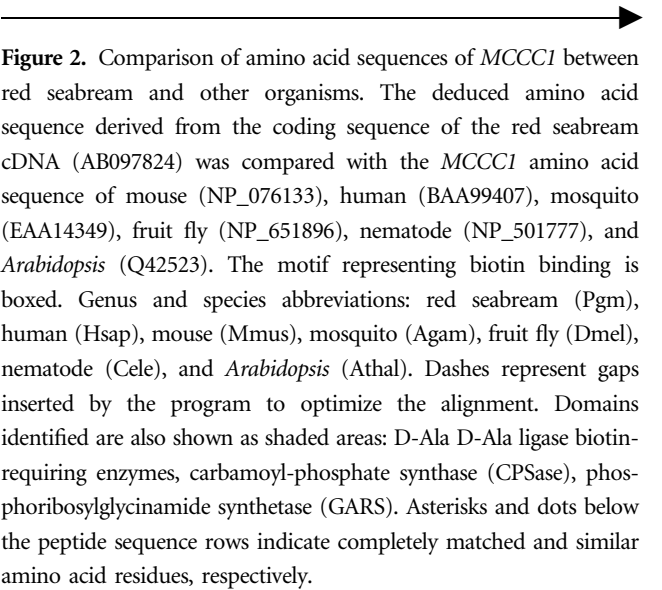 Figure 2. Comparison of amino acid sequences of MCCC1 between
red seabream and other organisms. The deduced amino acid
sequence derived from the coding sequence of the red seabream
cDNA (AB097824) was compared with the MCCC1 amino acid
sequence of mouse (NP_076133), human (BAA99407), mosquito
(EAA14349), fruit fly (NP_651896), nematode (NP_501777), and
Arabidopsis (Q42523). The motif representing biotin binding is
boxed. Genus and species abbreviations: red seabream (Pgm),
human (Hsap), mouse (Mmus), mosquito (Agam), fruit fly (Dmel),
nematode (Cele), and Arabidopsis (Athal). Dashes represent gaps
inserted by the program to optimize the alignment. Domains
identified are also shown as shaded areas: D-Ala D-Ala ligase biotin-
requiring enzymes, carbamoyl-phosphate synthase (CPSase), phos-
phoribosylglycinamide synthetase (GARS). Asterisks and dots below
the peptide sequence rows indicate completely matched and similar
amino acid residues, respectively.